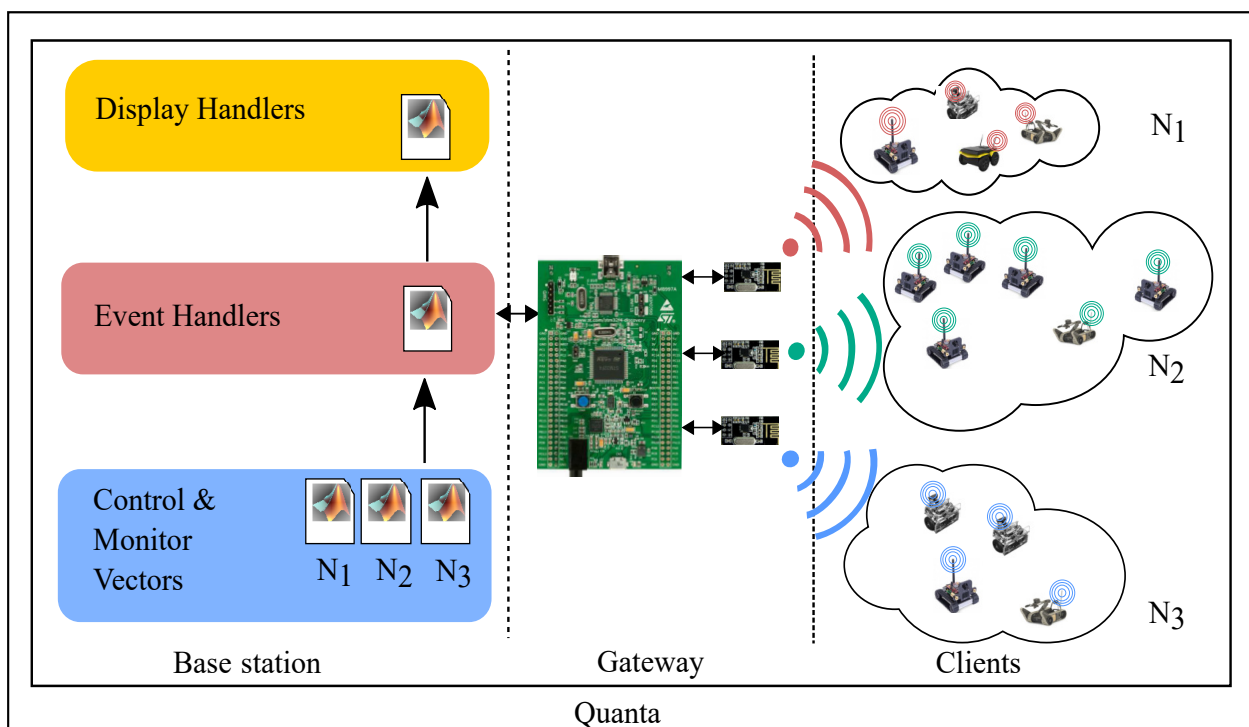 Display Handlers
Event Handlers
Control &
Monitor
Vectors
N1 N2 N3
N1
N2
N3
Base station
Gateway
Clients
Quanta